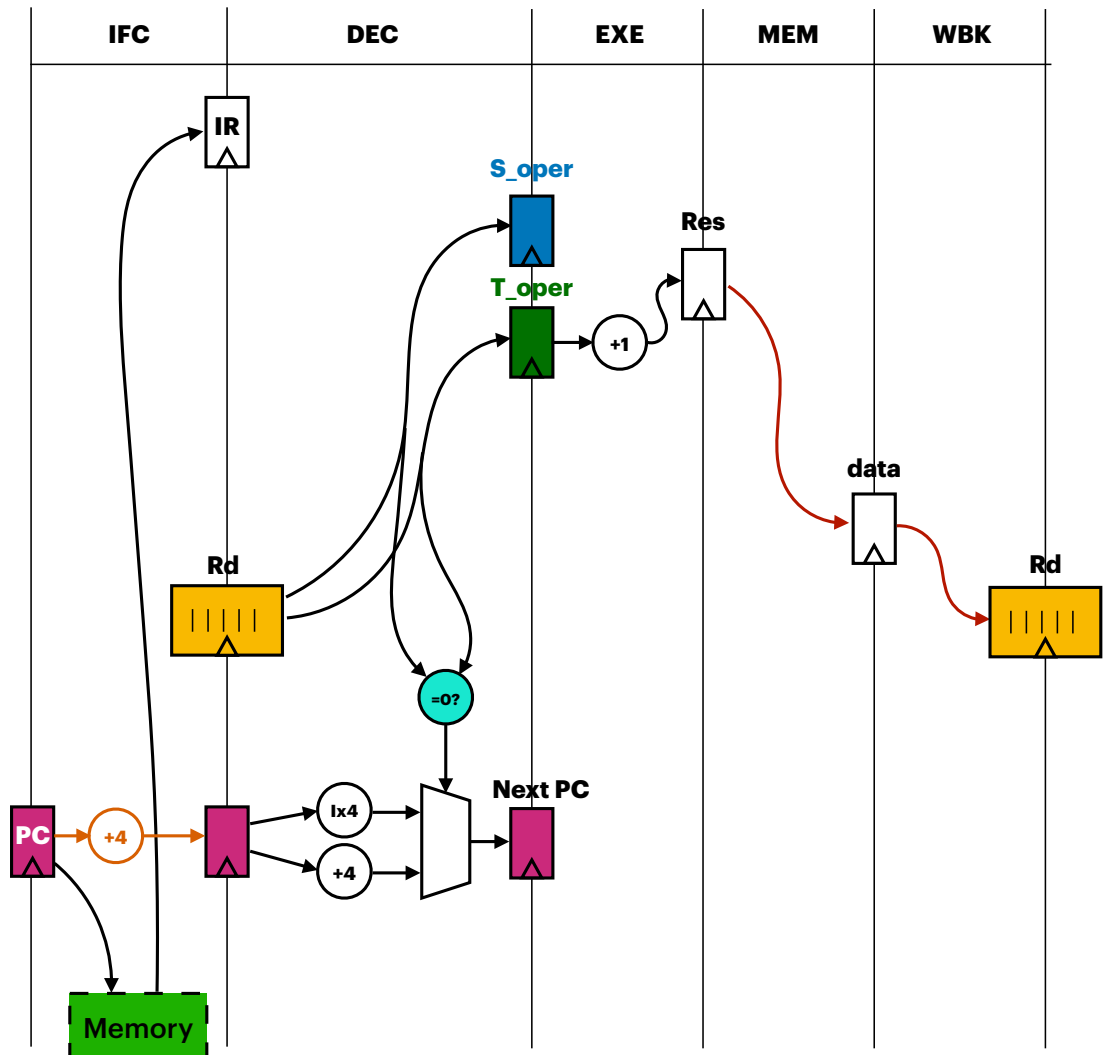 IFC DEC EXE MEM WBK
IR
S_oper
Res
T_oper
+1
data
Rd
Rd
=0?
Next PC
Ix4
PC
+4
+4
Memory